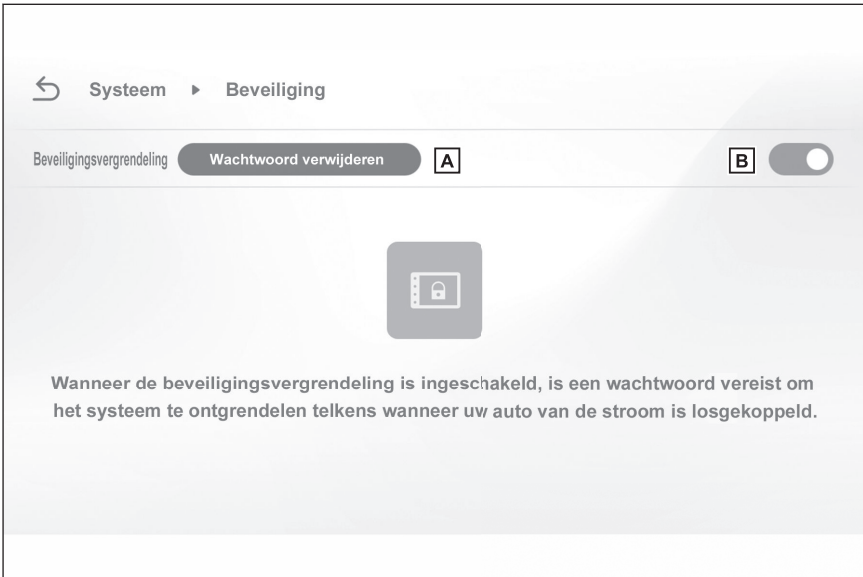 Systeem ▶ Beveiliging
Beveiligingsvergrendeling Wachtwoord verwijderen A B
Wanneer de beveiligingsvergrendeling is ingeschakeld, is een wachtwoord vereist om
het systeem te ontgrendelen telkens wanneer uw auto van de stroom is losgekoppeld.